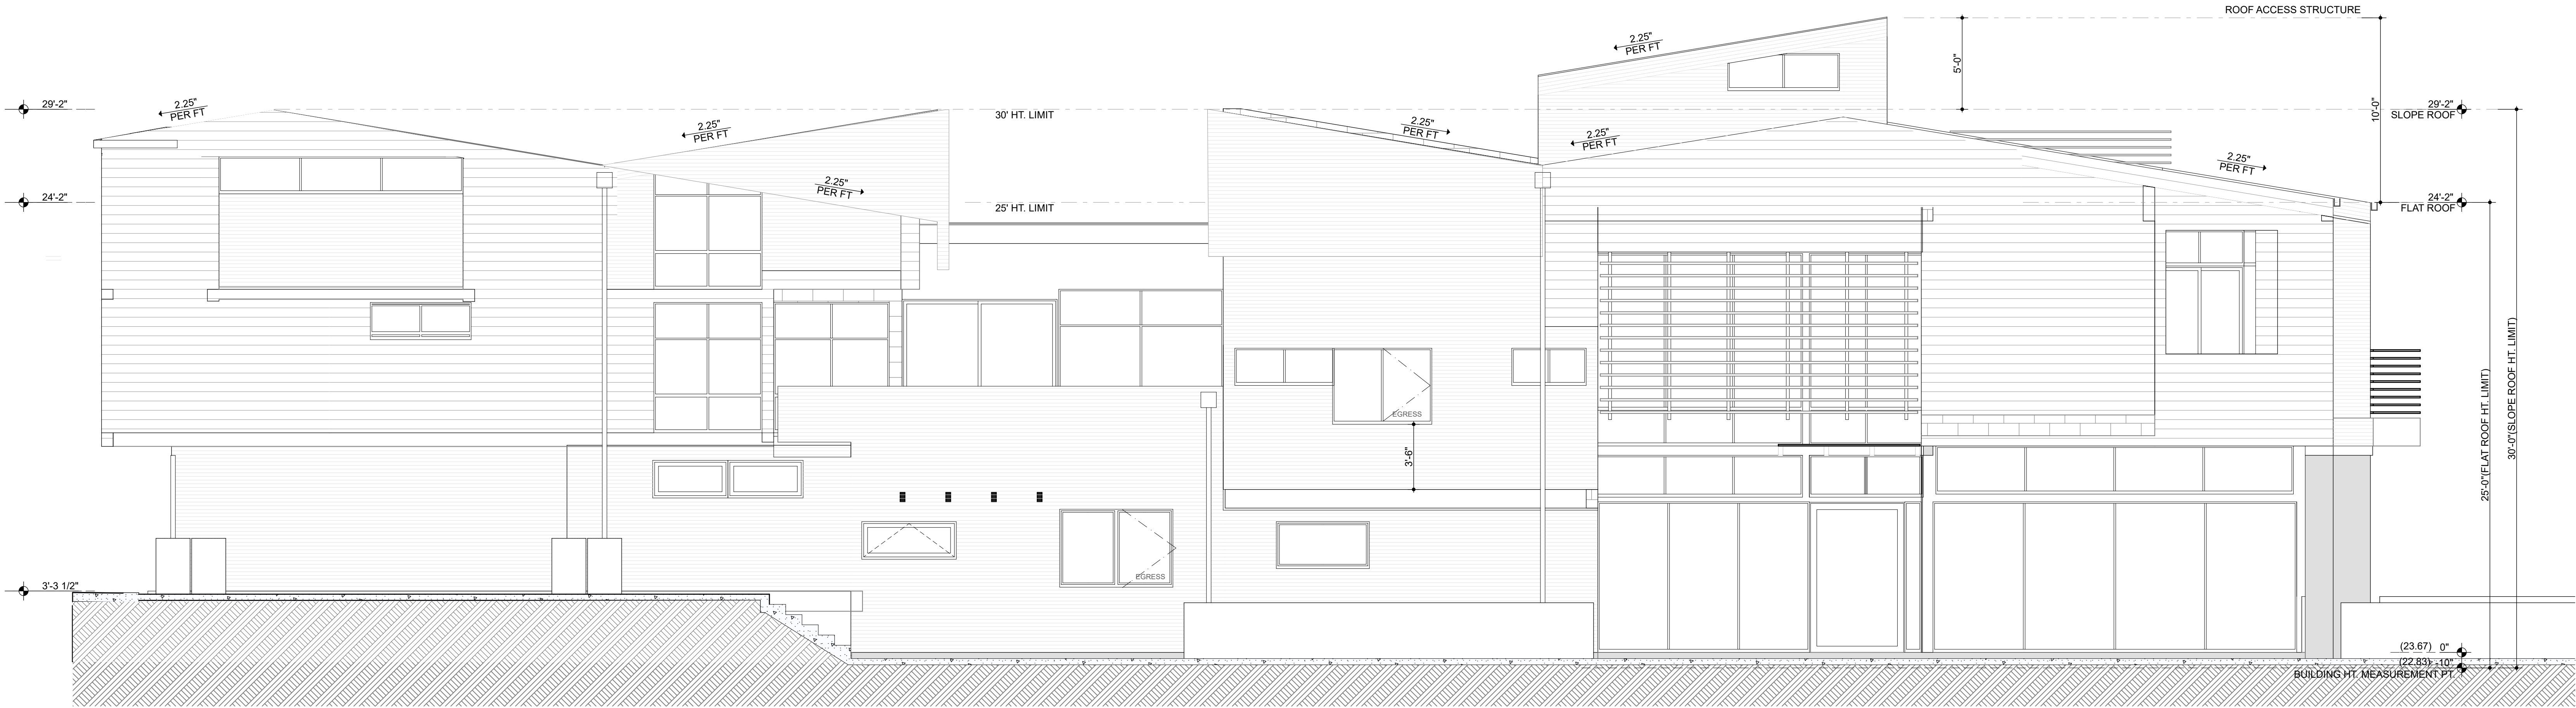 ROOF ACCESS STRUCTURE
2.25"
PER FT
5'-0"
10'-0"
29'-2"
2.25"
PER FT
30' HT. LIMIT
2.25"
PER FT
2.25"
PER FT
2.25"
PER FT
29'-2"
SLOPE ROOF
2.25"
PER FT
2.25"
PER FT
24'-2"
25' HT. LIMIT
24'-2"
FLAT ROOF
EGRESS
3'-6"
25'-0"(FLAT ROOF HT. LIMIT)
30'-0"(SLOPE ROOF HT. LIMIT)
EGRESS
3'-3 1/2"
(23.67) 0"
(22.83) -10"
BUILDING HT. MEASUREMENT PT.